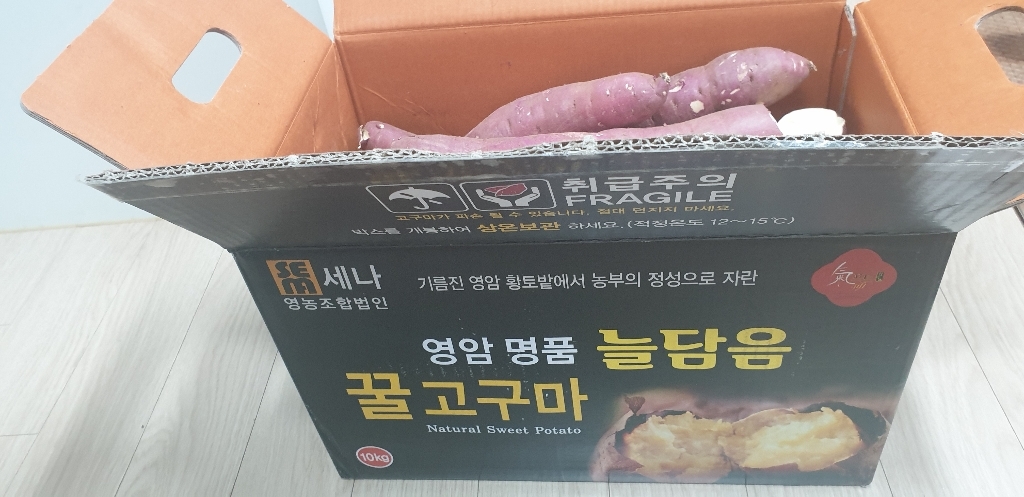 취급주의
FRAGILE
고구마가 파손 될 수 있습니다. 절대 던지지 마세요.
박스를 개봉하여 상온보관 하세요.(적정온도 12~15℃)
SEM 세나
영농조합법인
기름진 영암 황토밭에서 농부의 정성으로 자란
氣
영암 명품 늘담음
꿀고구마
Natural Sweet Potato
10kg